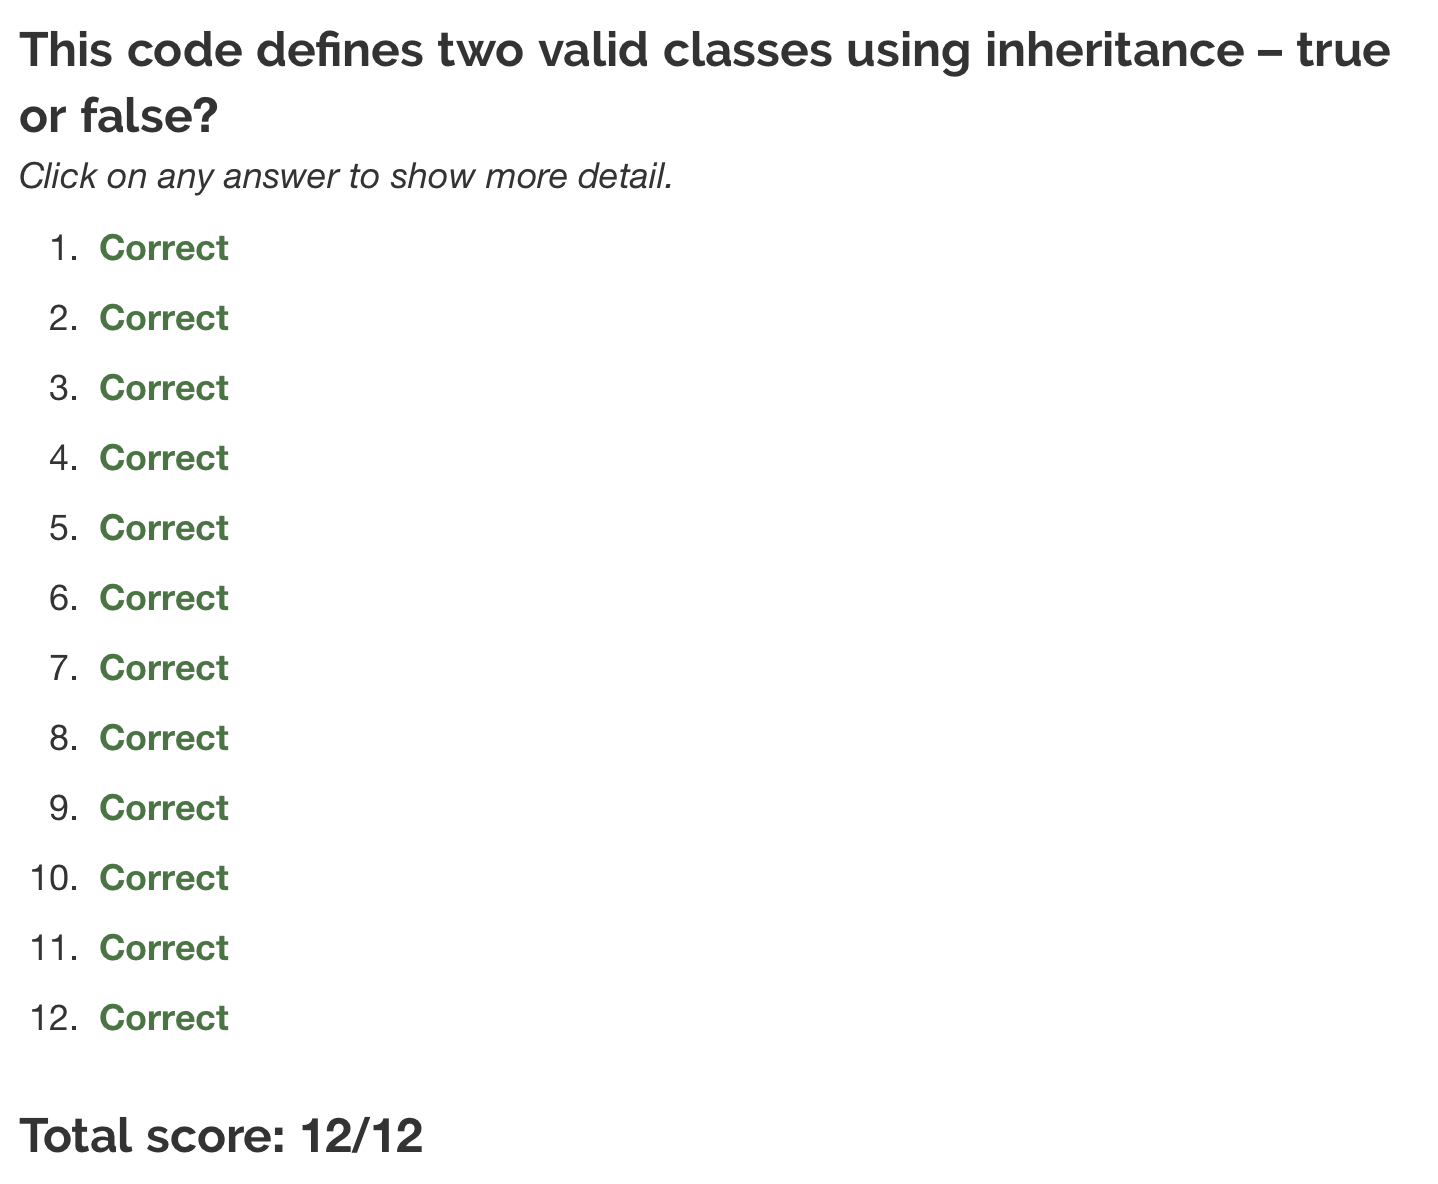 This code defines two valid classes using inheritance – true
or false?
Click on any answer to show more detail.
1. Correct
2. Correct
3. Correct
4. Correct
5. Correct
6. Correct
7. Correct
8. Correct
9. Correct
10. Correct
11. Correct
12. Correct
Total score: 12/12